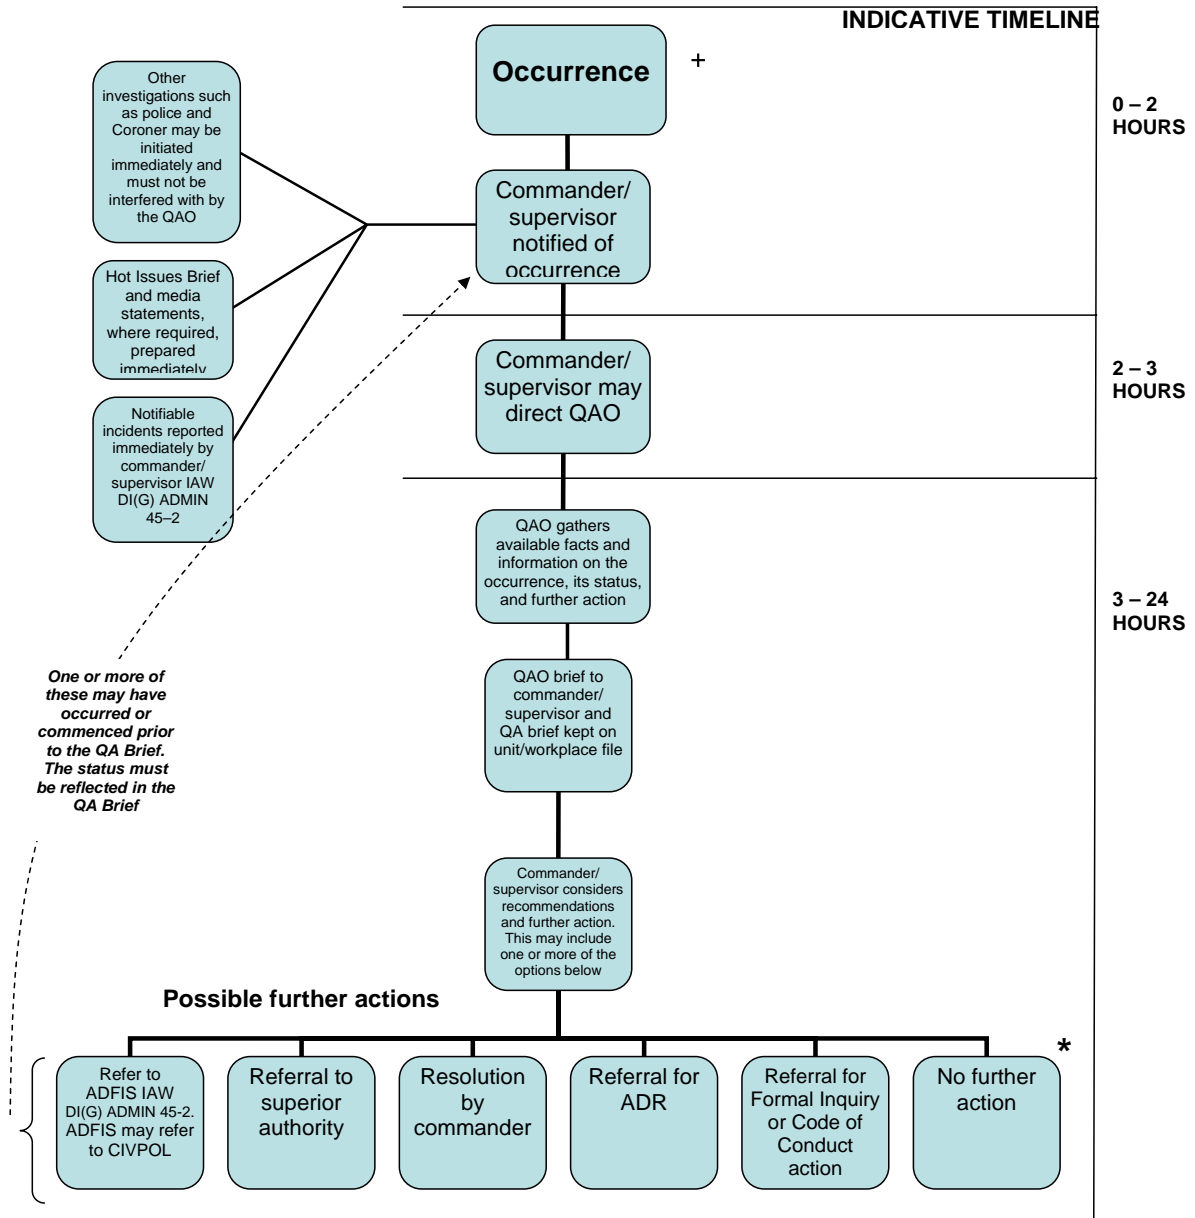 INDICATIVE TIMELINE
Occurrence
+
0 – 2
HOURS
Other
investigations such
as police and
Coroner may be
initiated
immediately and
must not be
interfered with by
the QAO
Commander/
supervisor
notified of
occurrence
Hot Issues Brief
and media
statements,
where required,
prepared
immediately
Commander/
supervisor may
direct QAO
2 – 3
HOURS
Notifiable
incidents reported
immediately by
commander/
supervisor IAW
DI(G) ADMIN
45–2
QAO gathers
available facts and
information on the
occurrence, its status,
and further action
3 – 24
HOURS
One or more of
these may have
occurred or
commenced prior
to the QA Brief.
The status must
be reflected in the
QA Brief
QAO brief to
commander/
supervisor and
QA brief kept on
unit/workplace file
Commander/
supervisor considers
recommendations
and further action.
This may include
one or more of the
options below
Possible further actions
*
Refer to
ADFIS IAW
DI(G) ADMIN 45-2.
ADFIS may refer
to CIVPOL
Referral to
superior
authority
Resolution
by
commander
Referral for
ADR
Referral for
Formal Inquiry
or Code of
Conduct
action
No further
action